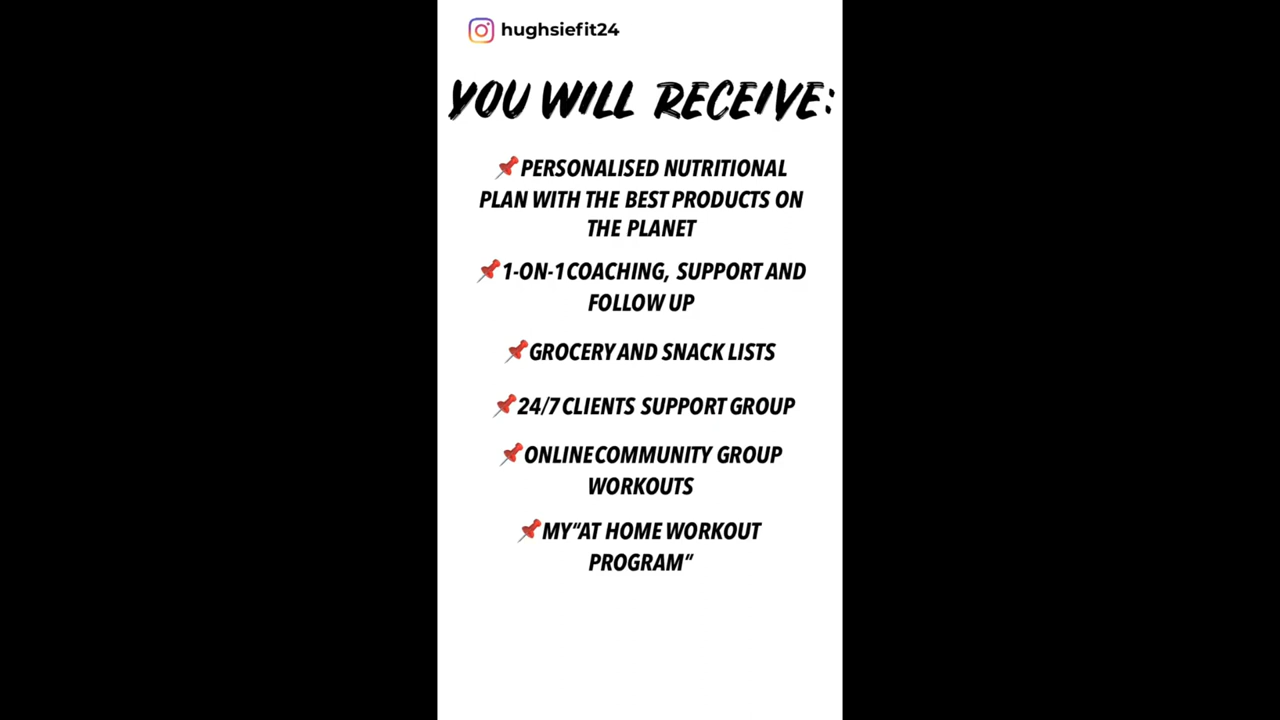 hughsiefit24
YOU WILL RECEIVE:
📌PERSONALISED NUTRITIONAL
PLAN WITH THE BEST PRODUCTS ON
THE PLANET
📌1-ON-1 COACHING, SUPPORT AND
FOLLOW UP
📌GROCERY AND SNACK LISTS
📌24/7 CLIENTS SUPPORT GROUP
📌ONLINE COMMUNITY GROUP
WORKOUTS
📌MY “AT HOME WORKOUT
PROGRAM”